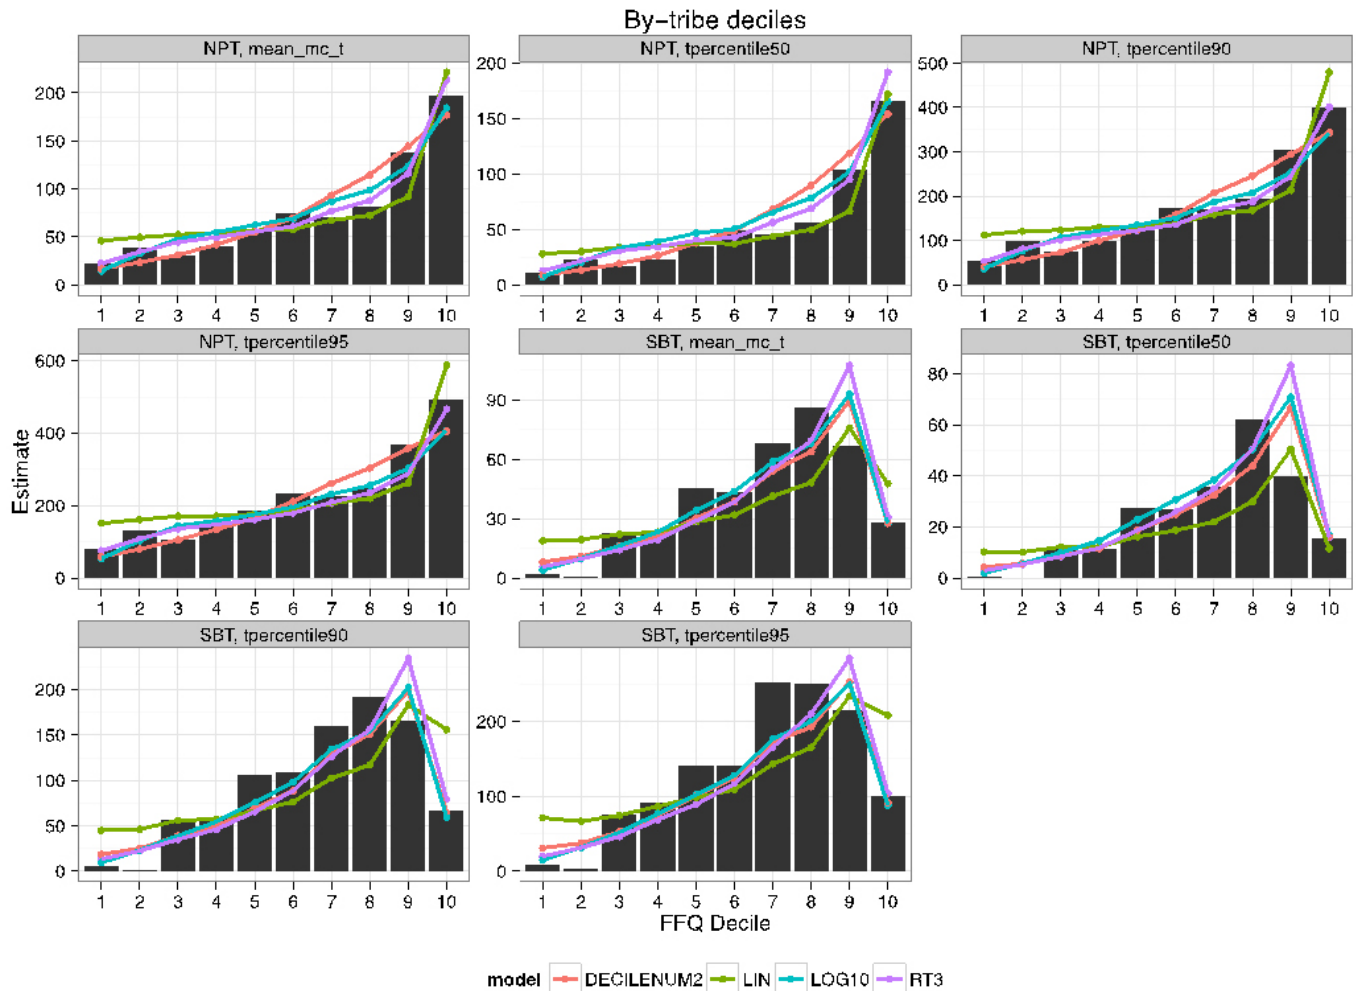 By-tribe deciles
NPT, mean_mc_t
NPT, tpercentile50
NPT, tpercentile90
200
150
100
50
0
1 2 3 4 5 6 7 8 9 10
200
150
100
50
0
1 2 3 4 5 6 7 8 9 10
500
400
300
200
100
0
1 2 3 4 5 6 7 8 9 10
NPT, tpercentile95
SBT, mean_mc_t
SBT, tpercentile50
Estimate
600
400
200
0
1 2 3 4 5 6 7 8 9 10
90
60
30
0
1 2 3 4 5 6 7 8 9 10
80
60
40
20
0
1 2 3 4 5 6 7 8 9 10
SBT, tpercentile90
SBT, tpercentile95
200
150
100
50
0
1 2 3 4 5 6 7 8 9 10
200
100
0
1 2 3 4 5 6 7 8 9 10
FFQ Decile
model DECILENUM2 LIN LOG10 RT3